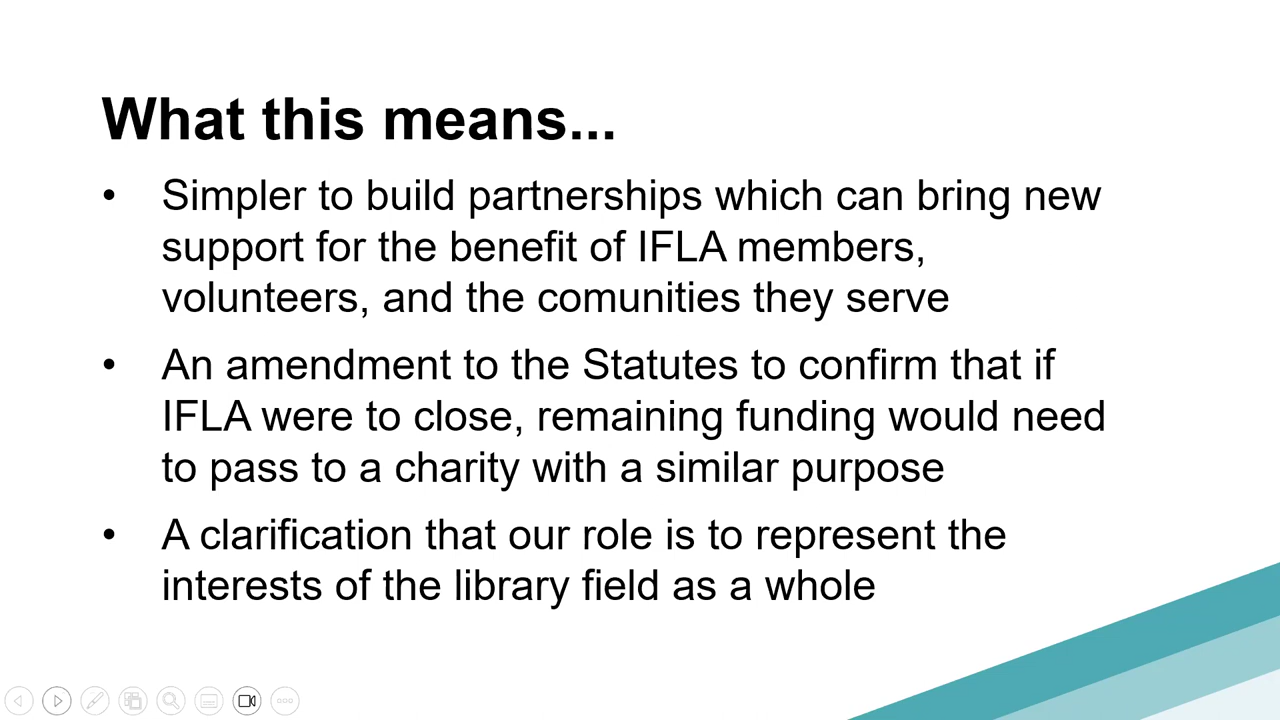 What this means...
• Simpler to build partnerships which can bring new
support for the benefit of IFLA members,
volunteers, and the comunities they serve
• An amendment to the Statutes to confirm that if
IFLA were to close, remaining funding would need
to pass to a charity with a similar purpose
• A clarification that our role is to represent the
interests of the library field as a whole